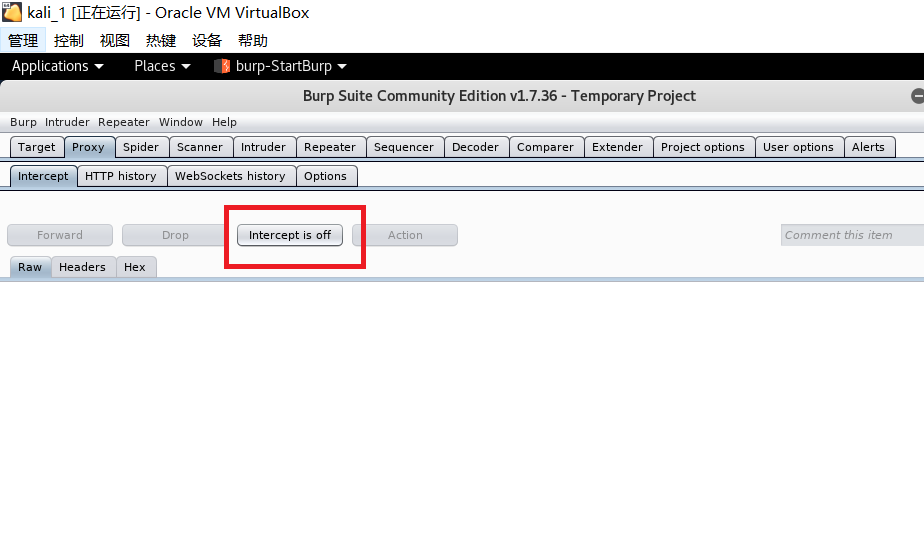 kali_1 [正在运行] - Oracle VM VirtualBox
管理 控制 视图 热键 设备 帮助
Applications Places burp-StartBurp
Burp Suite Community Edition v1.7.36 - Temporary Project
Burp Intruder Repeater Window Help
Target Proxy Spider Scanner Intruder Repeater Sequencer Decoder Comparer Extender Project options User options Alerts
Intercept HTTP history WebSockets history Options
Forward Drop Intercept is off Action Comment this item
Raw Headers Hex